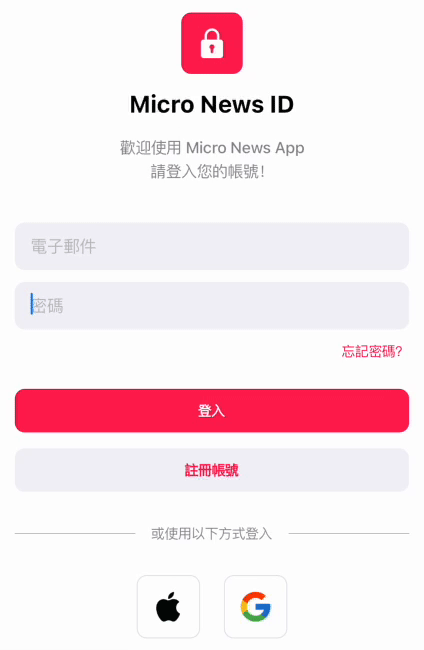 Micro News ID
歡迎使用 Micro News App
請登入您的帳號！
電子郵件
密碼
忘記密碼?
登入
註冊帳號
或使用以下方式登入